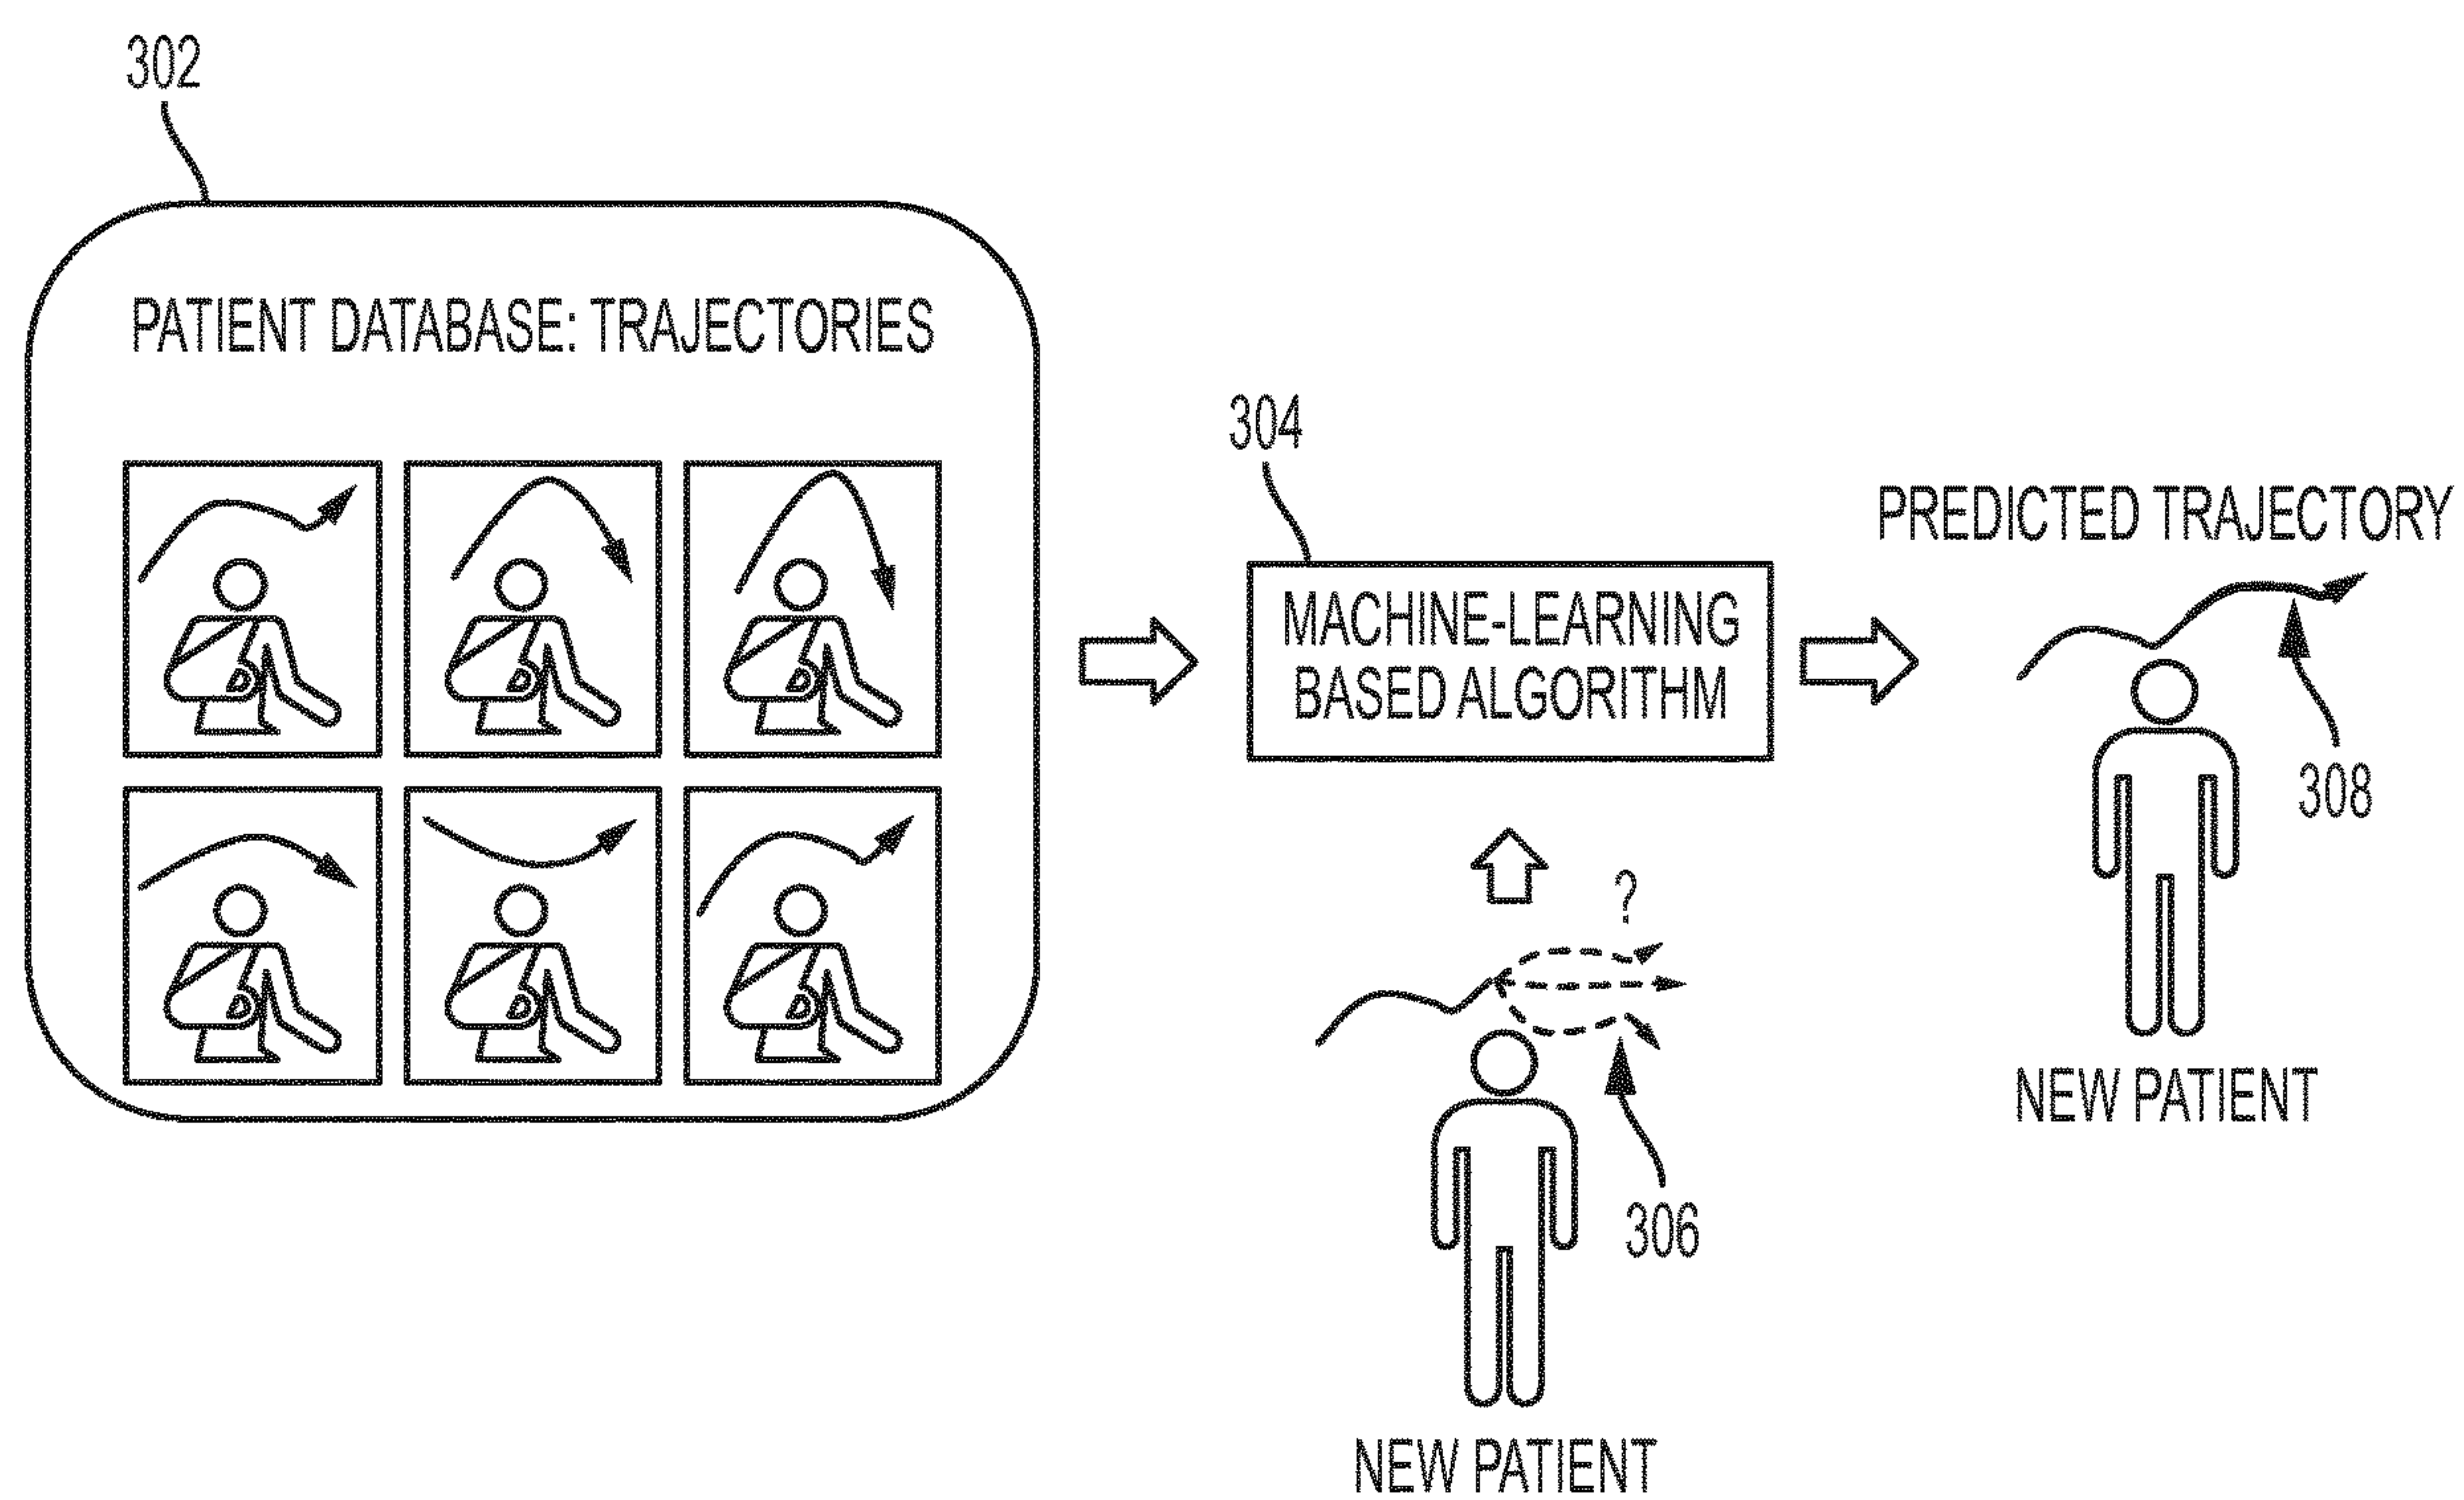 302
PATIENT DATABASE: TRAJECTORIES
304
MACHINE-LEARNING
BASED ALGORITHM
PREDICTED TRAJECTORY
308
NEW PATIENT
?
306
NEW PATIENT